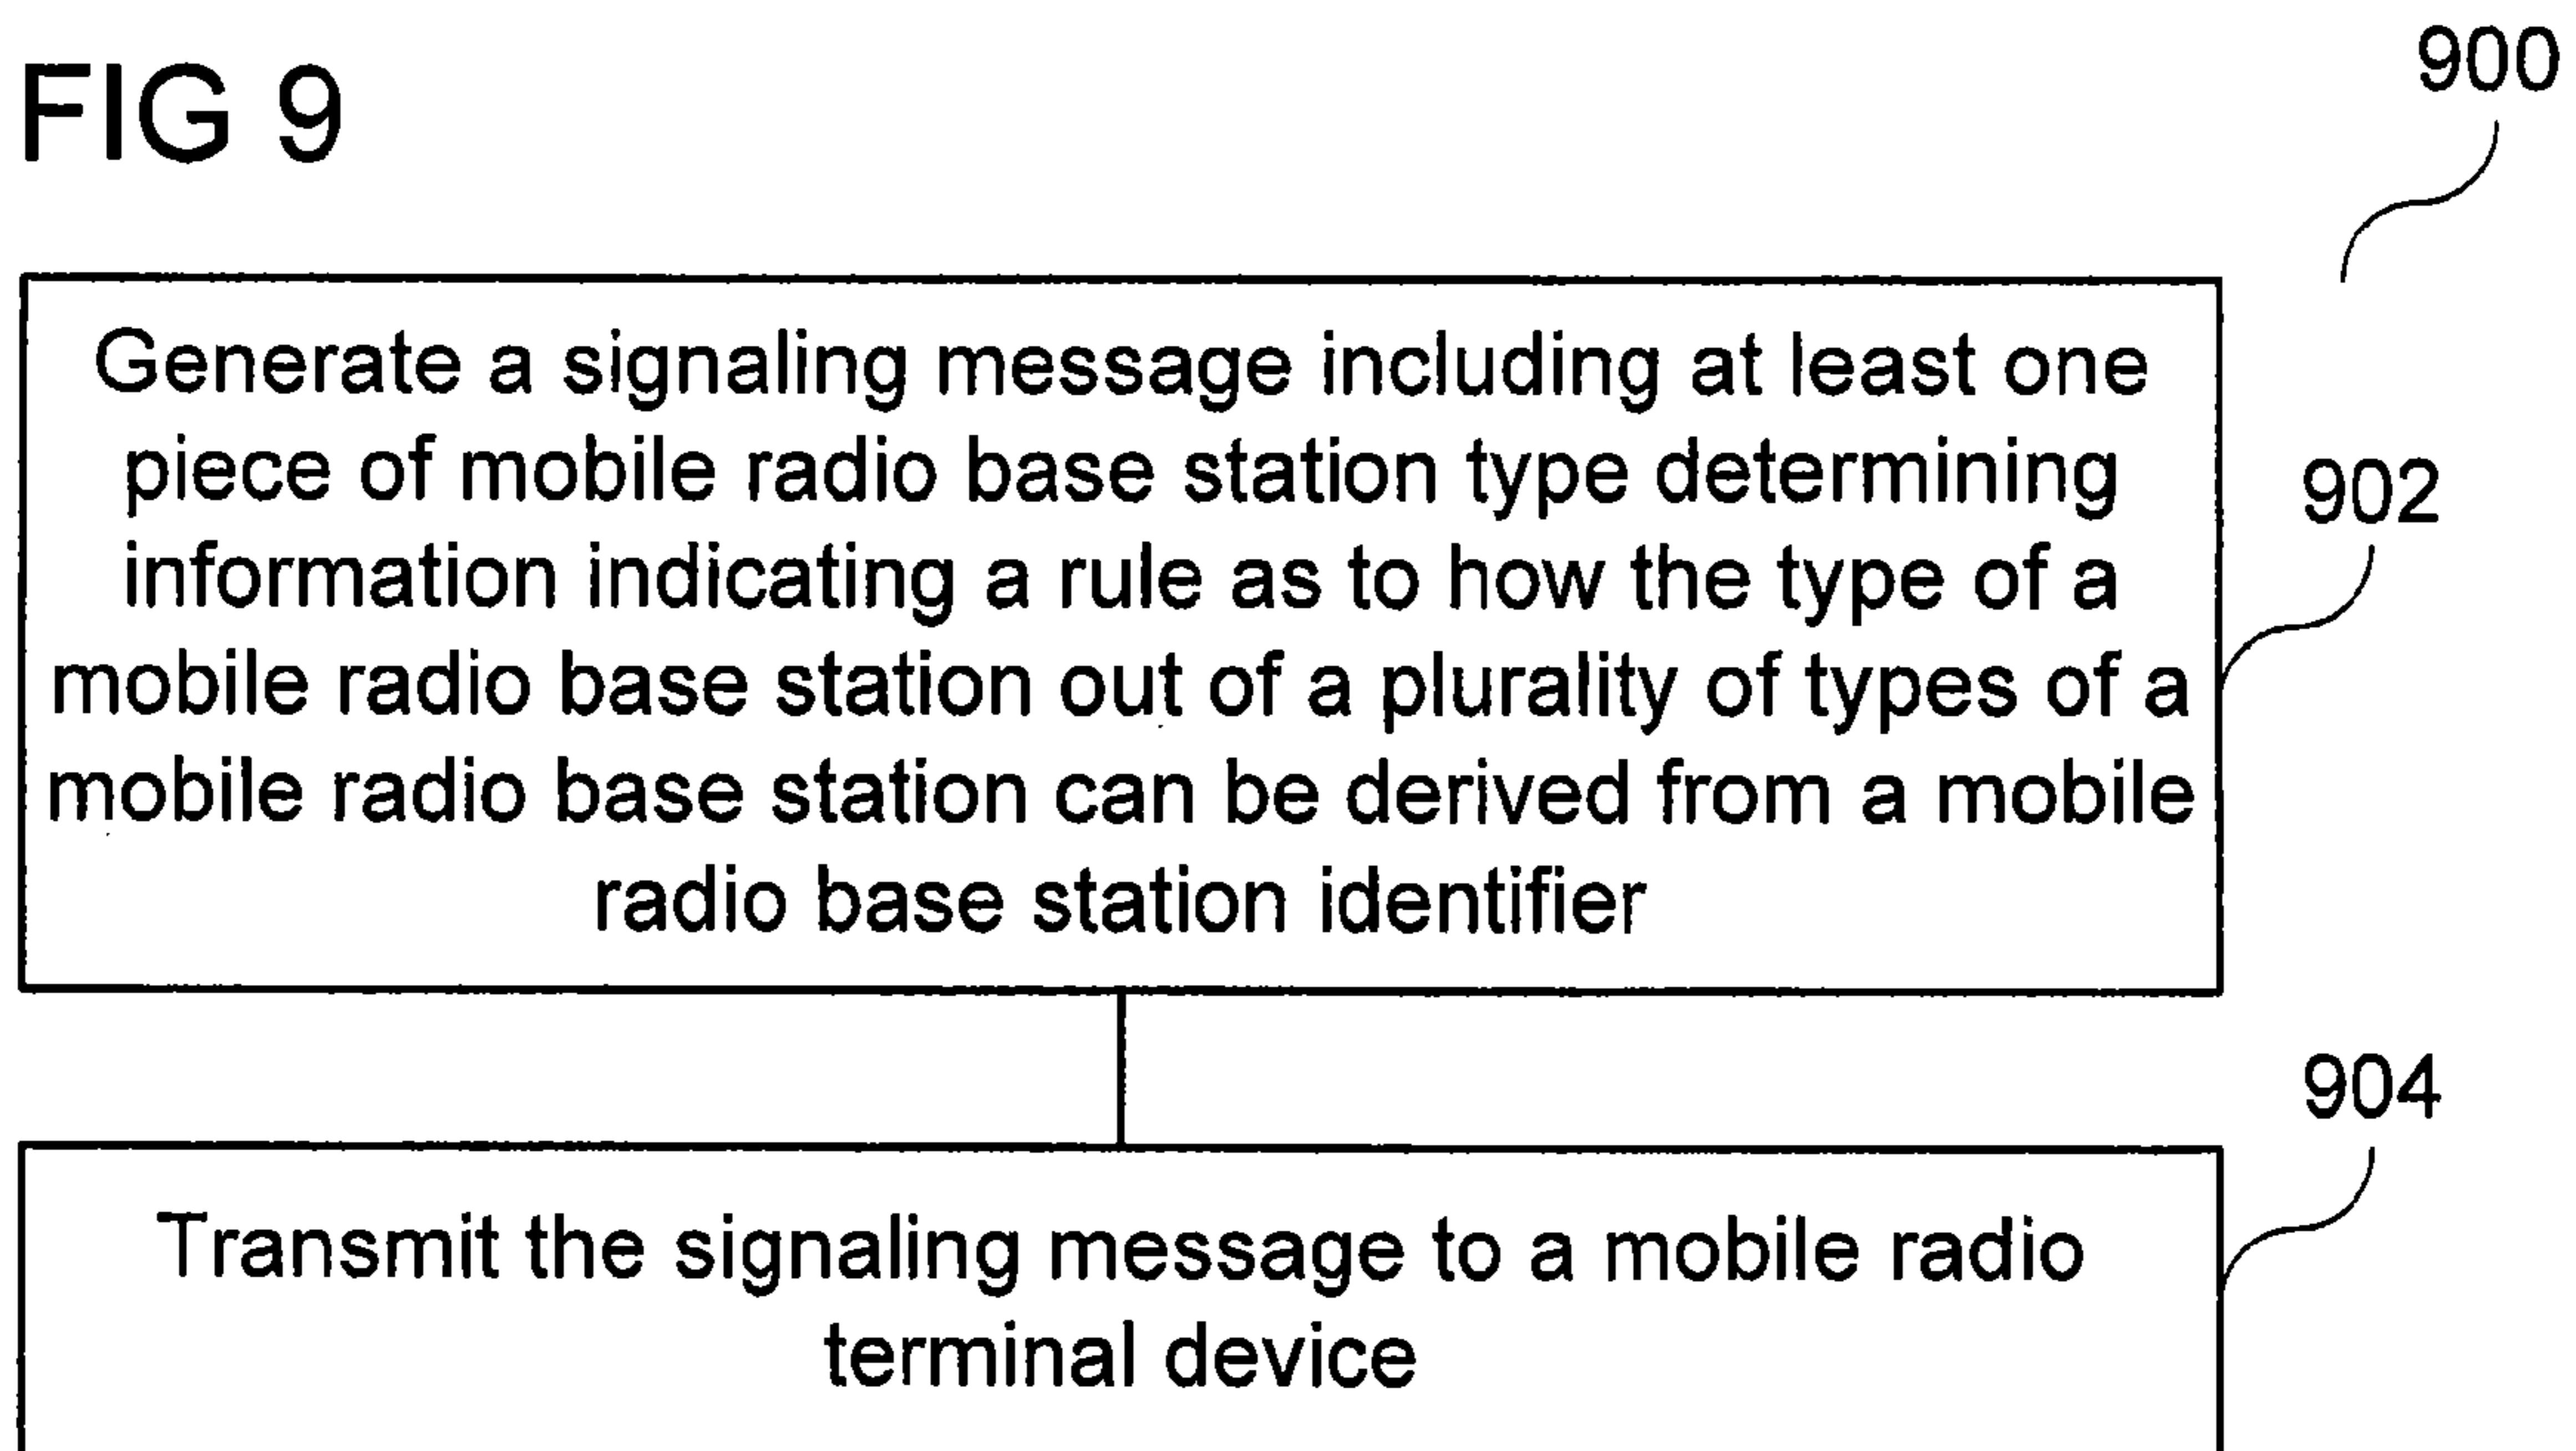 FIG 9
900
Generate a signaling message including at least one
piece of mobile radio base station type determining
information indicating a rule as to how the type of a
mobile radio base station out of a plurality of types of a
mobile radio base station can be derived from a mobile
radio base station identifier
902
904
Transmit the signaling message to a mobile radio
terminal device